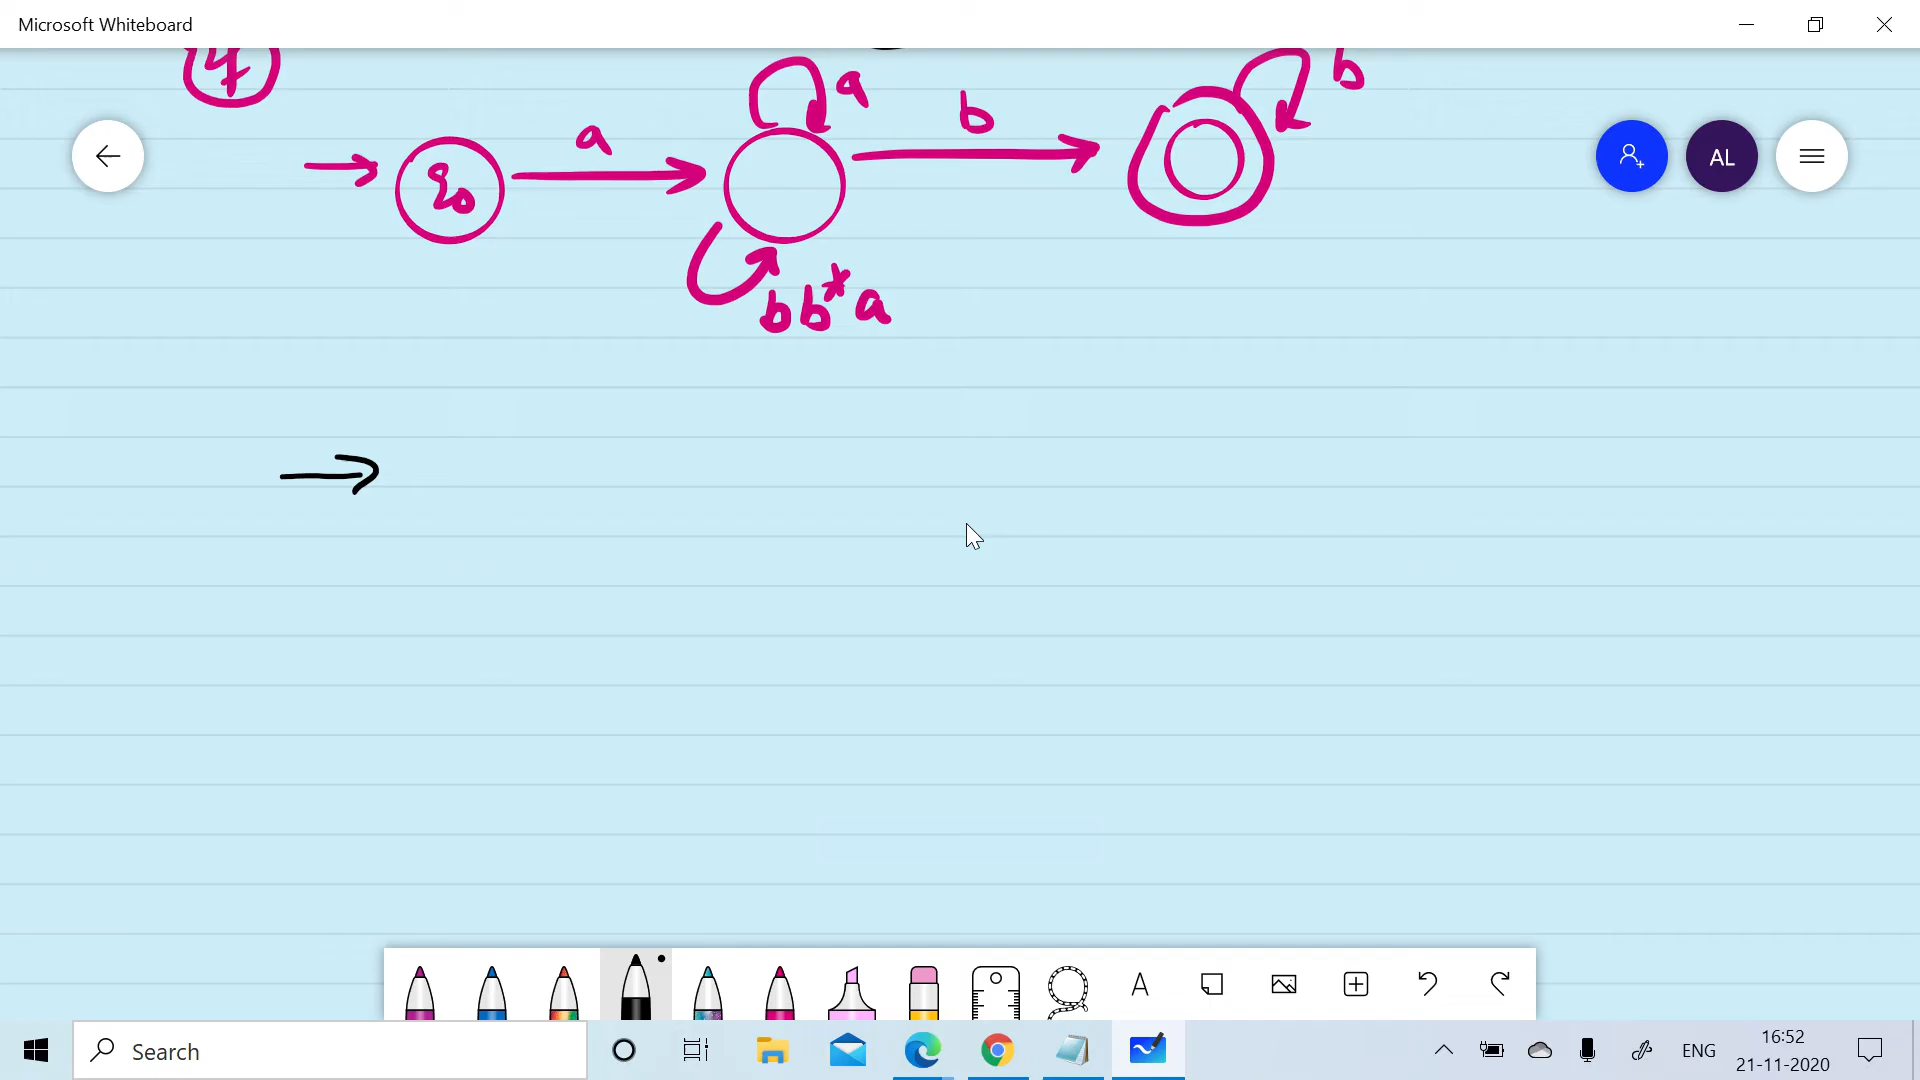 Microsoft Whiteboard
4
a
b
b
a
q0
AL
bb*a
A
Search
ENG
16:52
21-11-2020